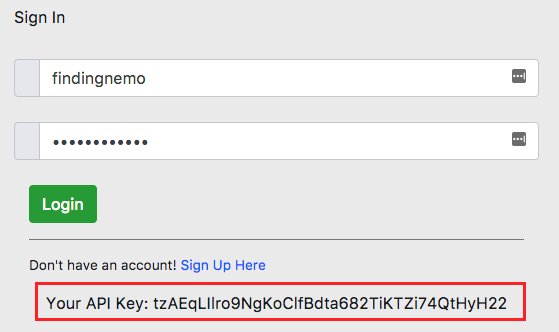 Sign In
findingnemo
••••••••••••
Login
Don't have an account! Sign Up Here
Your API Key: tzAEqLIlro9NgKoClfBdta682TiKTZi74QtHyH22